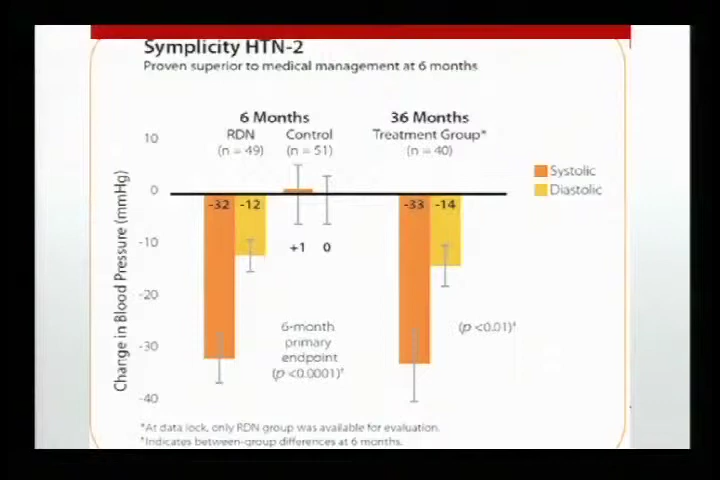 Symplicity HTN-2
Proven superior to medical management at 6 months
6 Months
36 Months
RDN
Control
Treatment Group*
(n = 49)
(n = 51)
(n = 40)
10
0
-10
-20
-30
-40
Change in Blood Pressure (mmHg)
Systolic
Diastolic
-32
-12
+1
0
-33
-14
6-month
primary
endpoint
(p <0.0001)†
(p <0.01)†
*At data lock, only RDN group was available for evaluation.
†Indicates between-group differences at 6 months.